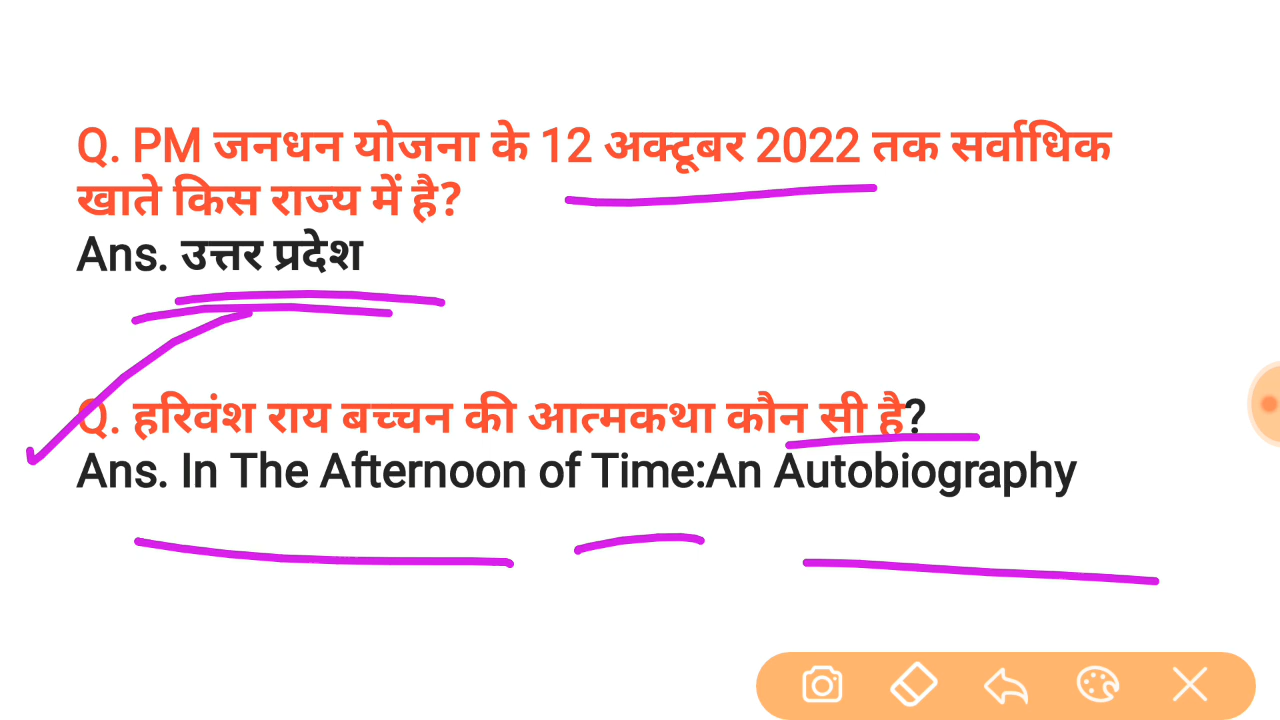 Q. PM जनधन योजना के 12 अक्टूबर 2022 तक सर्वाधिक
खाते किस राज्य में है?
Ans. उत्तर प्रदेश
Q. हरिवंश राय बच्चन की आत्मकथा कौन सी है?
Ans. In The Afternoon of Time:An Autobiography